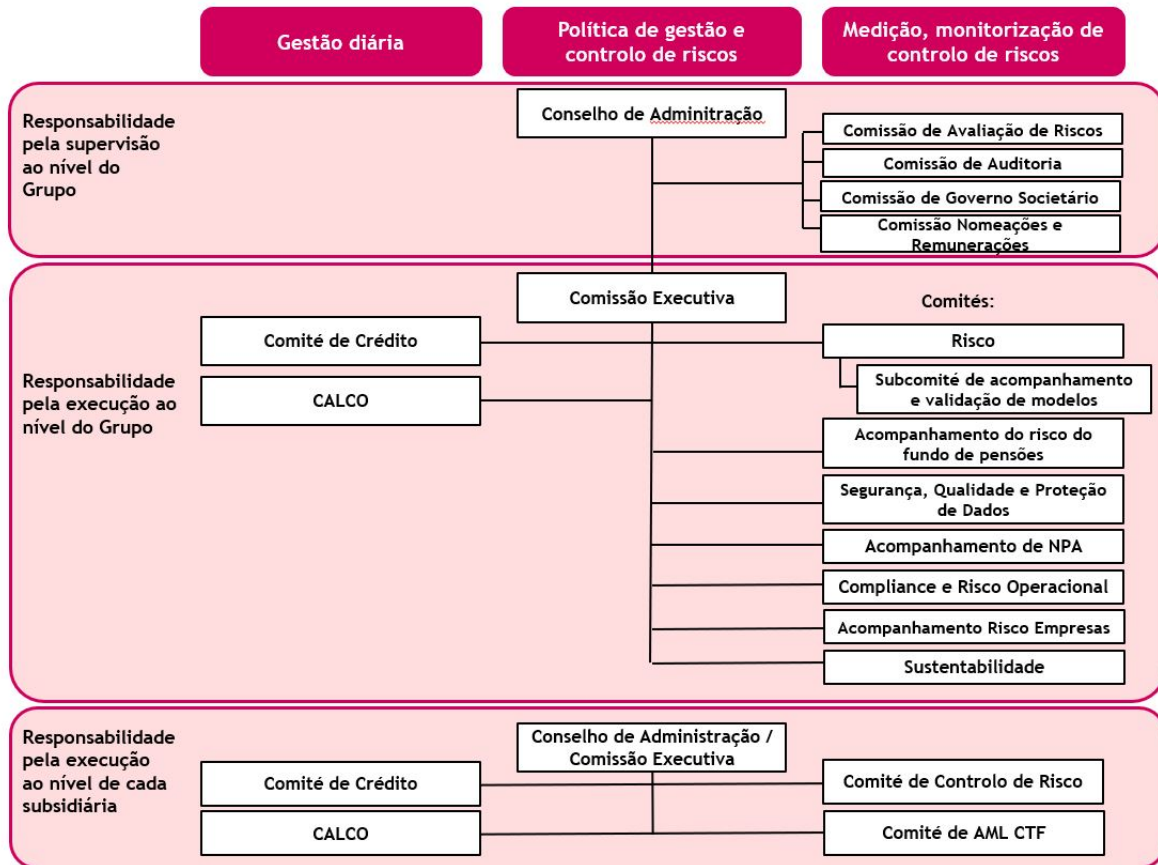 Gestão diária
Política de gestão e
controlo de riscos
Medição, monitorização de
controlo de riscos
Responsabilidade
pela supervisão
ao nível do
Grupo
Conselho de Adminitração
Comissão de Avaliação de Riscos
Comissão de Auditoria
Comissão de Governo Societário
Comissão Nomeações e
Remunerações
Responsabilidade
pela execução ao
nível do Grupo
Comissão Executiva
Comités:
Comité de Crédito
CALCO
Risco
Subcomité de acompanhamento
e validação de modelos
Acompanhamento do risco do
fundo de pensões
Segurança, Qualidade e Proteção
de Dados
Acompanhamento de NPA
Compliance e Risco Operacional
Acompanhamento Risco Empresas
Sustentabilidade
Responsabilidade
pela execução
ao nível de cada
subsidiária
Conselho de Administração /
Comissão Executiva
Comité de Crédito
Comité de Controlo de Risco
CALCO
Comité de AML CTF